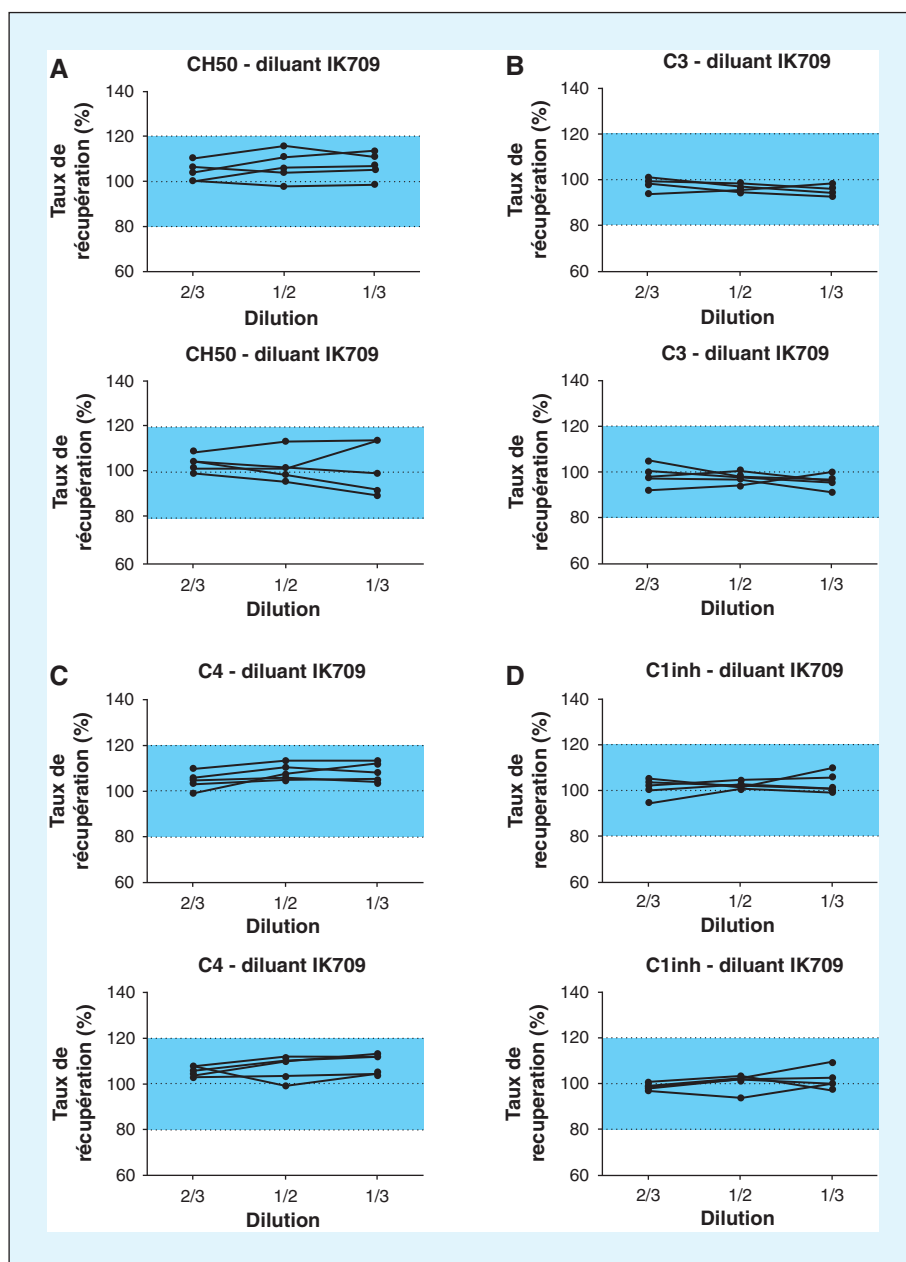 A
CH50 - diluant IK709
Taux de
récupération (%)
140
120
100
80
60
2/3
1/2
1/3
Dilution
CH50 - diluant IK709
Taux de
récupération (%)
140
120
100
80
60
2/3
1/2
1/3
Dilution
B
C3 - diluant IK709
Taux de
récupération (%)
140
120
100
80
60
2/3
1/2
1/3
Dilution
C3 - diluant IK709
Taux de
récupération (%)
140
120
100
80
60
2/3
1/2
1/3
Dilution
C
C4 - diluant IK709
Taux de
récupération (%)
140
120
100
80
60
2/3
1/2
1/3
Dilution
C4 - diluant IK709
Taux de
récupération (%)
140
120
100
80
60
2/3
1/2
1/3
Dilution
D
C1inh - diluant IK709
Taux de
recuperation (%)
140
120
100
80
60
2/3
1/2
1/3
Dilution
C1inh - diluant IK709
Taux de
recuperation (%)
140
120
100
80
60
2/3
1/2
1/3
Dilution